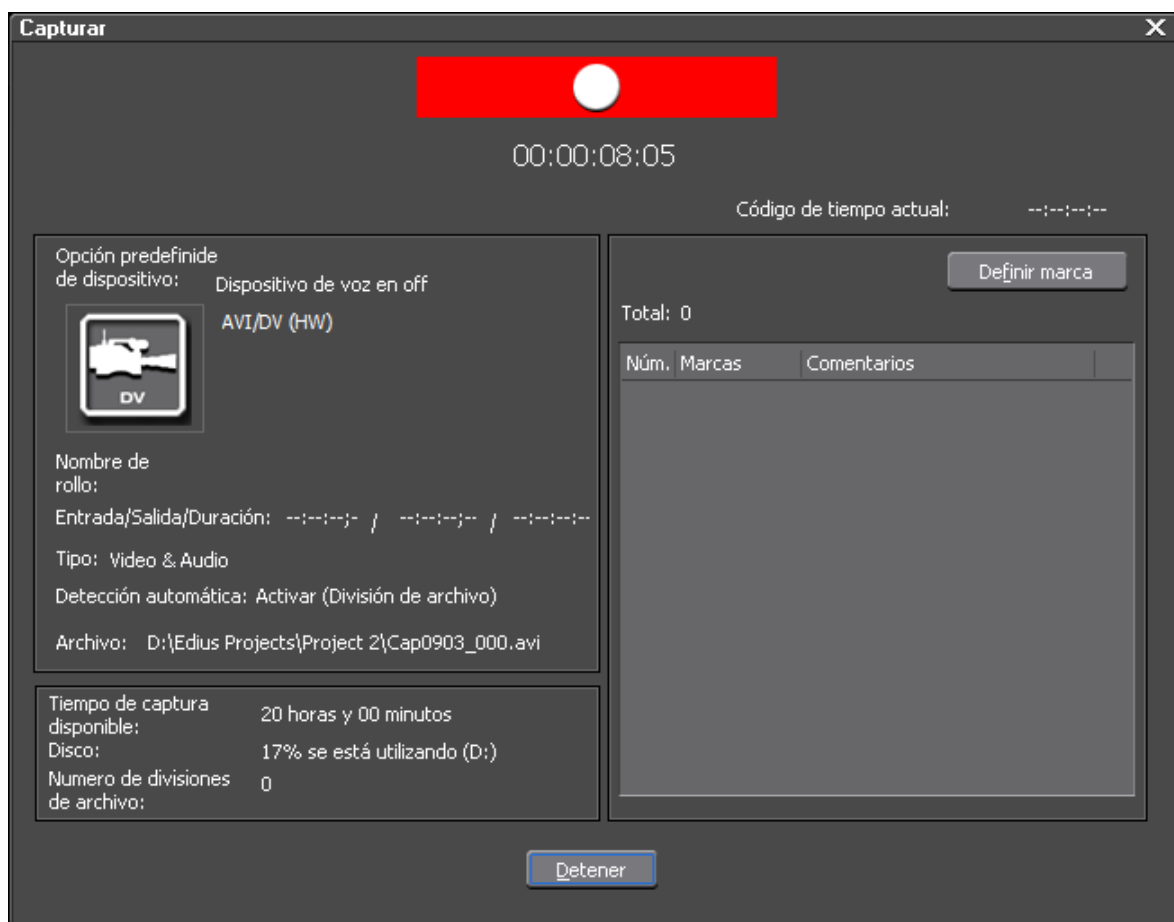 Capturar
00:00:08:05
Código de tiempo actual: --:--:--:--
Opción predefinide
de dispositivo: Dispositivo de voz en off
AVI/DV (HW)
DV
Nombre de
rollo:
Entrada/Salida/Duración: --:--:--;- / --:--:--;-- / --:--:--:--
Tipo: Video & Audio
Detección automática: Activar (División de archivo)
Archivo: D:\Edius Projects\Project 2\Cap0903_000.avi
Tiempo de captura
disponible: 20 horas y 00 minutos
Disco: 17% se está utilizando (D:)
Numero de divisiones
de archivo: 0
Definir marca
Total: 0
Núm. Marcas Comentarios
Detener